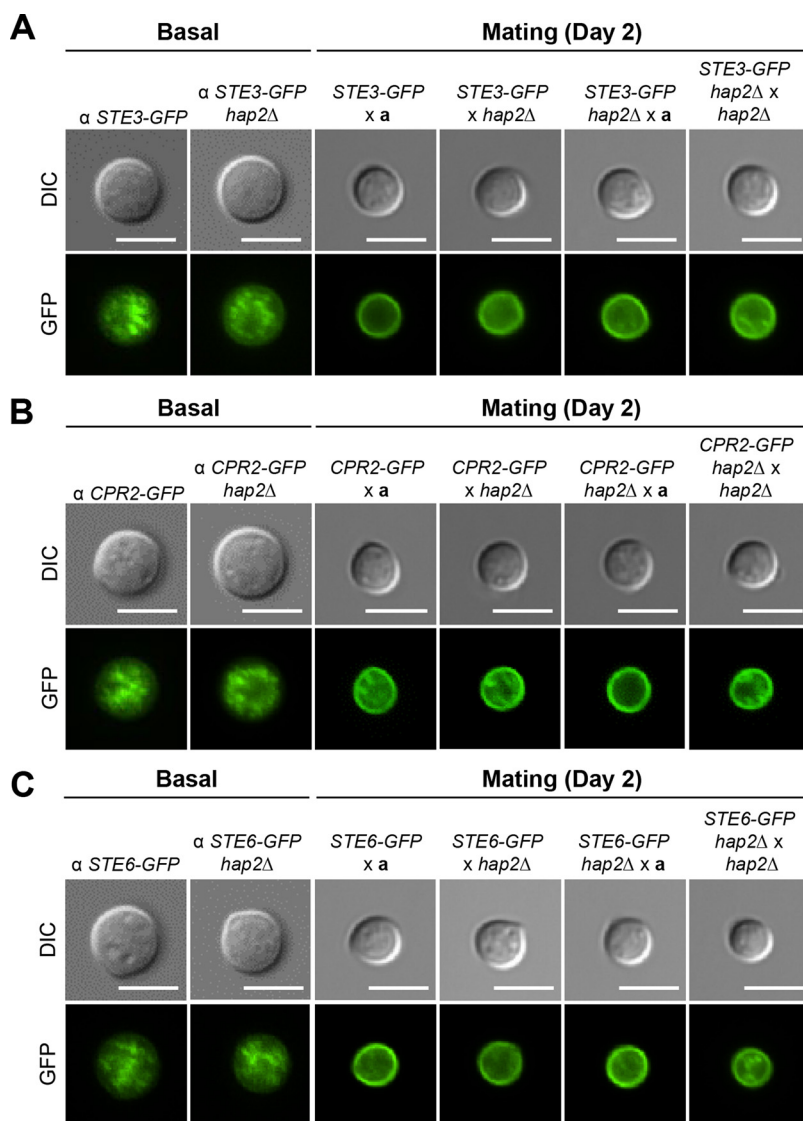 A
Basal
Mating (Day 2)
α STE3-GFP
α STE3-GFP
hap2Δ
STE3-GFP
x a
STE3-GFP
x hap2Δ
STE3-GFP
hap2Δ x a
STE3-GFP
hap2Δ x
hap2Δ
DIC
GFP
B
Basal
Mating (Day 2)
α CPR2-GFP
α CPR2-GFP
hap2Δ
CPR2-GFP
x a
CPR2-GFP
x hap2Δ
CPR2-GFP
hap2Δ x a
CPR2-GFP
hap2Δ x
hap2Δ
DIC
GFP
C
Basal
Mating (Day 2)
α STE6-GFP
α STE6-GFP
hap2Δ
STE6-GFP
x a
STE6-GFP
x hap2Δ
STE6-GFP
hap2Δ x a
STE6-GFP
hap2Δ x
hap2Δ
DIC
GFP